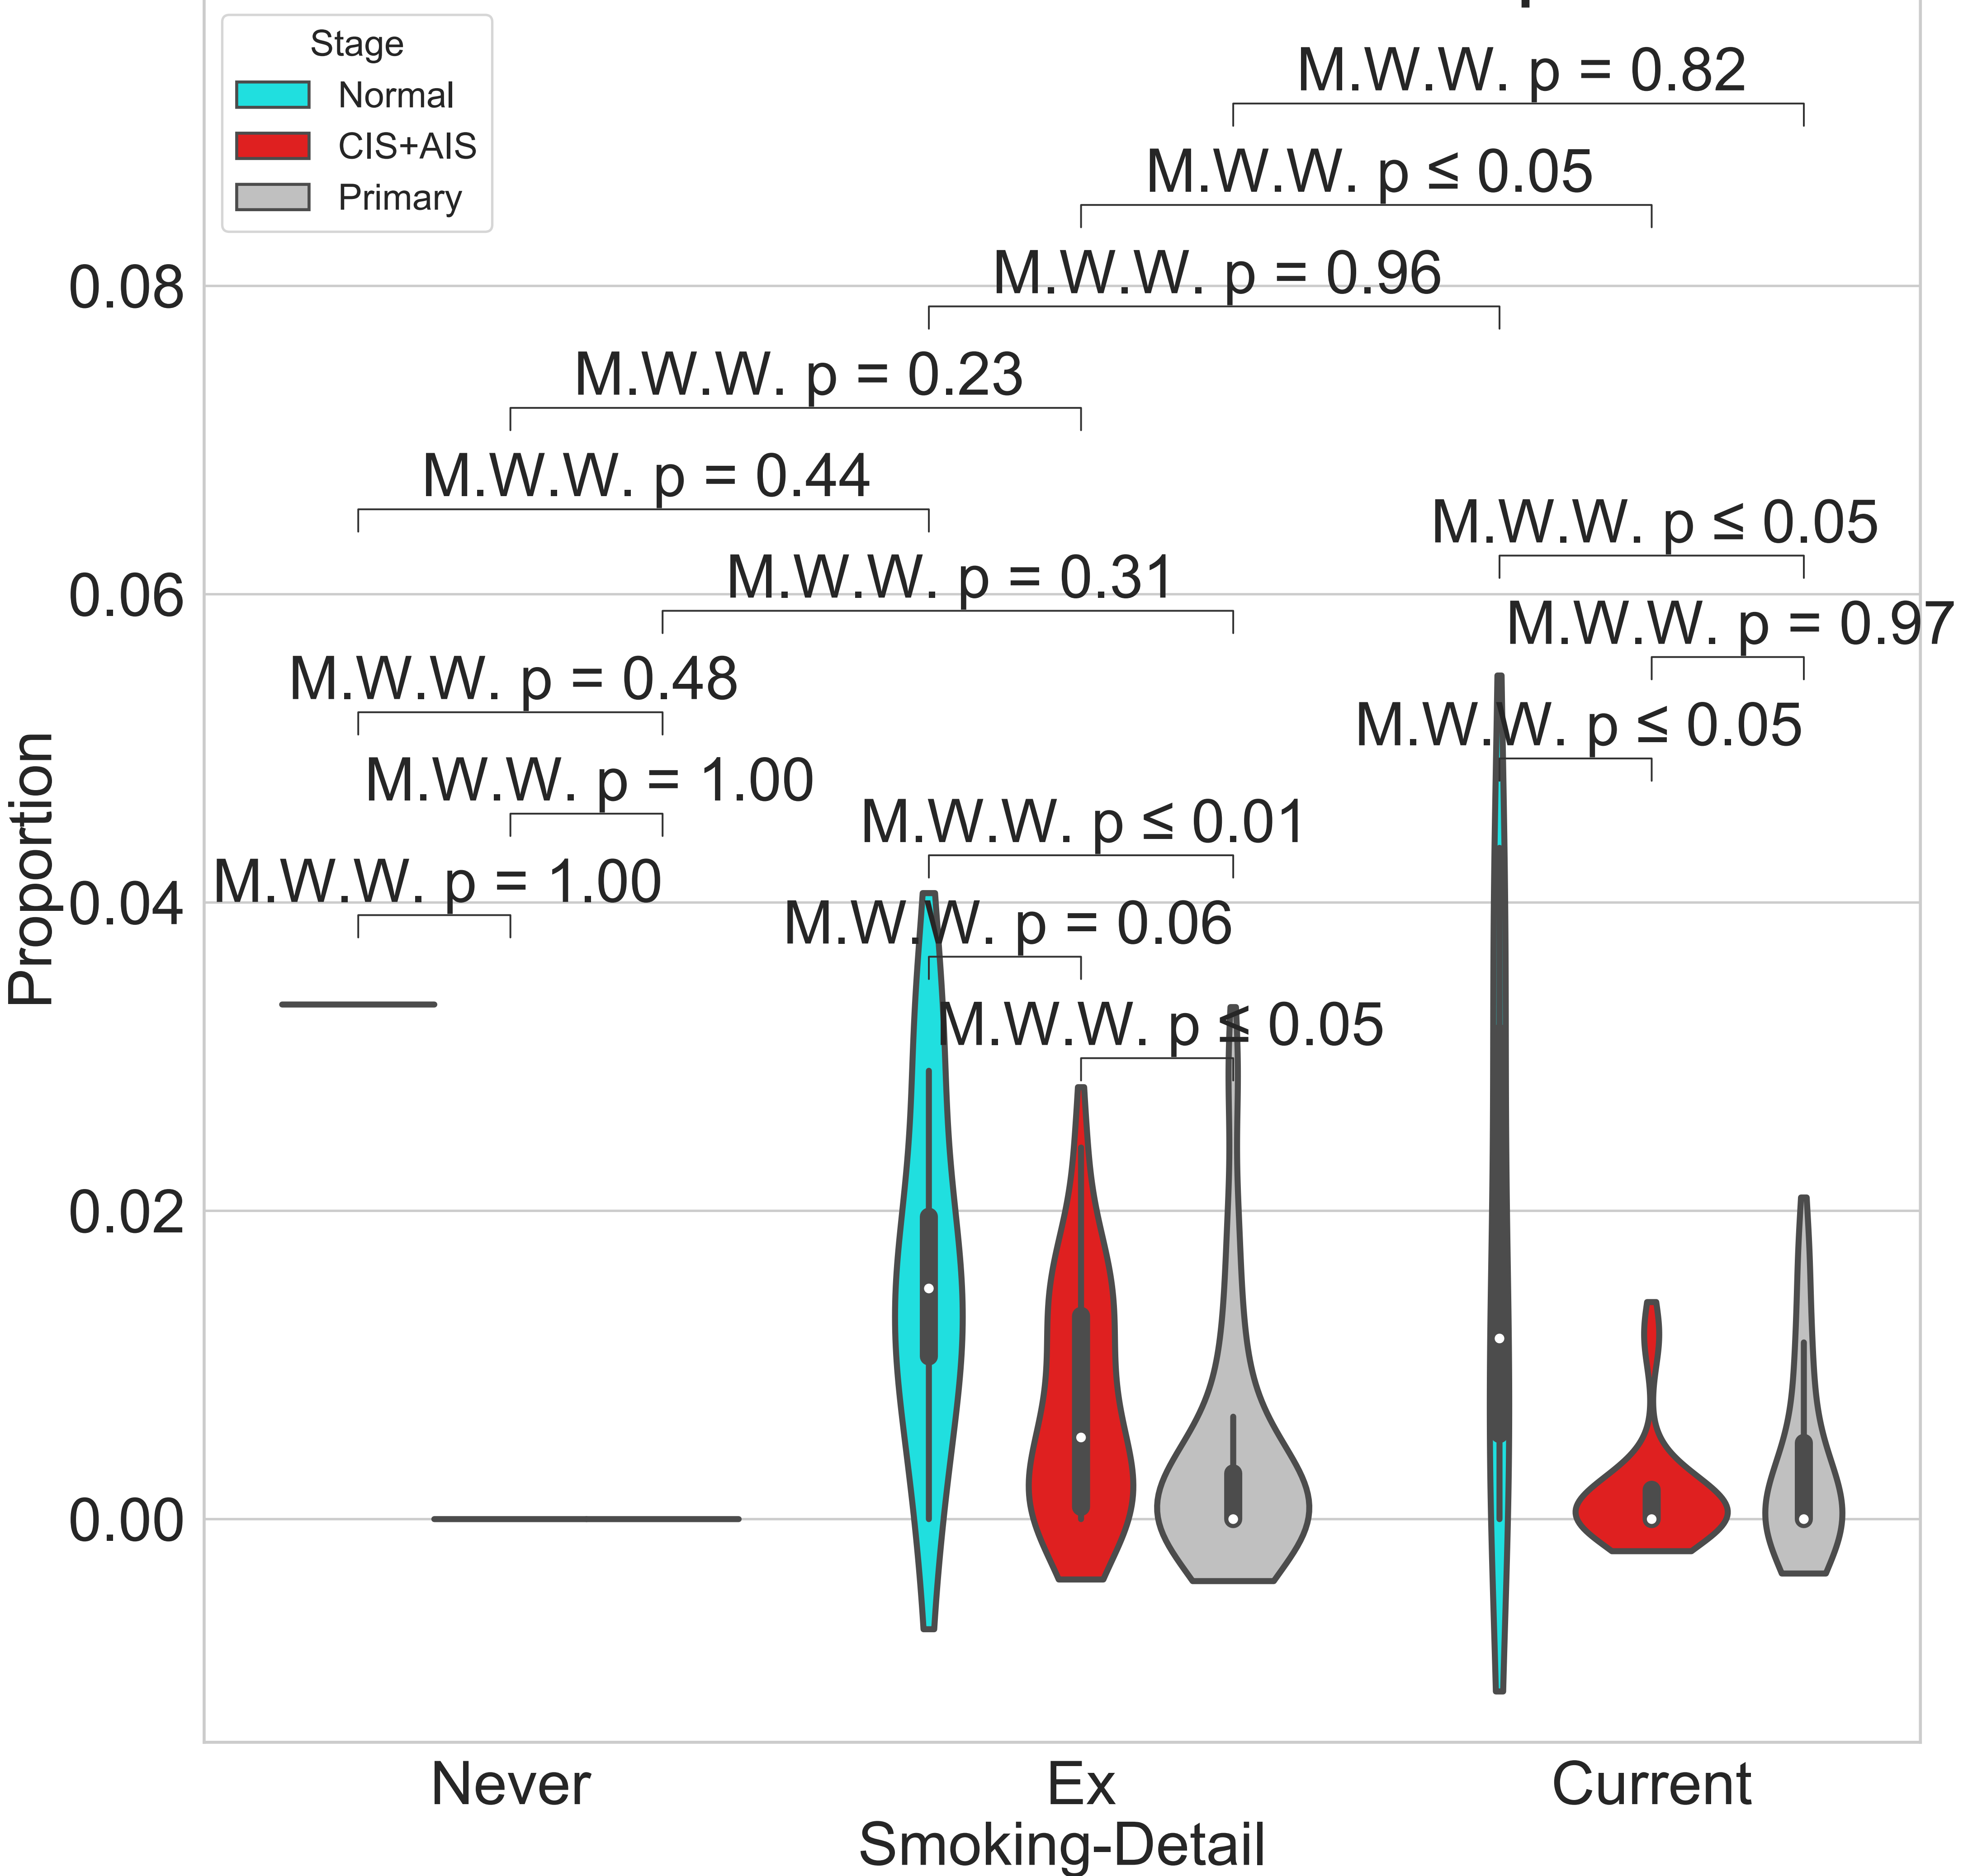 Stage
Normal
CIS+AIS
Primary
M.W.W. p = 0.82
M.W.W. p ≤ 0.05
M.W.W. p = 0.96
M.W.W. p = 0.23
M.W.W. p = 0.44
M.W.W. p ≤ 0.05
M.W.W. p = 0.31
M.W.W. p = 0.97
M.W.W. p = 0.48
M.W.W. p ≤ 0.05
M.W.W. p = 1.00
M.W.W. p ≤ 0.01
M.W.W. p = 1.00
M.W.W. p = 0.06
M.W.W. p ≤ 0.05
0.08
0.06
0.04
0.02
0.00
Proportion
Never
Ex
Current
Smoking-Detail